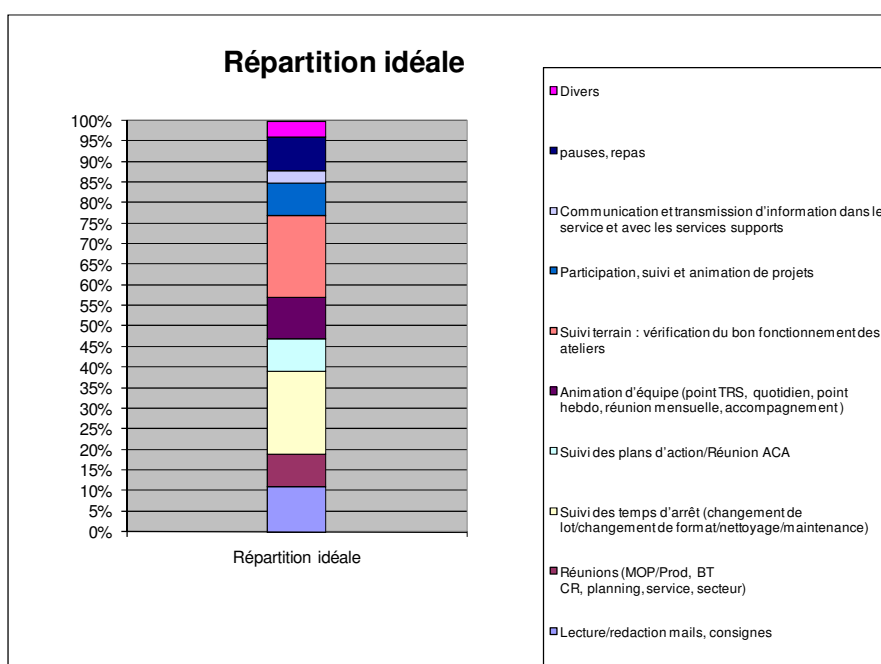 Répartition idéale
100%
95%
90%
85%
80%
75%
70%
65%
60%
55%
50%
45%
40%
35%
30%
25%
20%
15%
10%
5%
0%
Répartition idéale
Divers
pauses, repas
Communication et transmission d'information dans le
service et avec les services supports
Participation, suivi et animation de projets
Suivi terrain : vérification du bon fonctionnement des
ateliers
Animation d'équipe (point TRS, quotidien, point
hebdo, réunion mensuelle, accompagnement)
Suivi des plans d'action/Réunion ACA
Suivi des temps d'arrêt (changement de
lot/changement de format/nettoyage/maintenance)
Réunions (MOP/Prod, BT
CR, planning, service, secteur)
Lecture/redaction mails, consignes